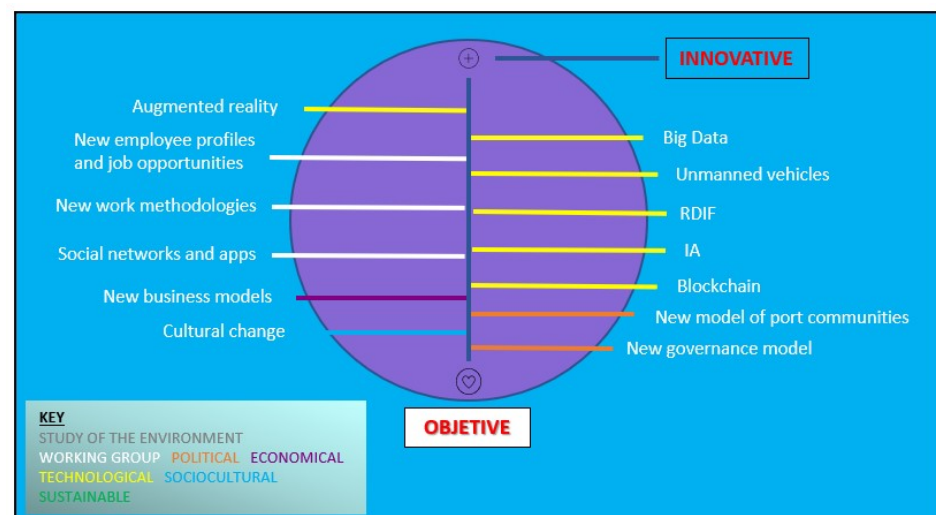 INNOVATIVE
Augmented reality
New employee profiles
and job opportunities
New work methodologies
Social networks and apps
New business models
Cultural change
Big Data
Unmanned vehicles
RDIF
IA
Blockchain
New model of port communities
New governance model
OBJETIVE
KEY
STUDY OF THE ENVIRONMENT
WORKING GROUP POLITICAL ECONOMICAL
TECHNOLOGICAL SOCIOCULTURAL
SUSTAINABLE